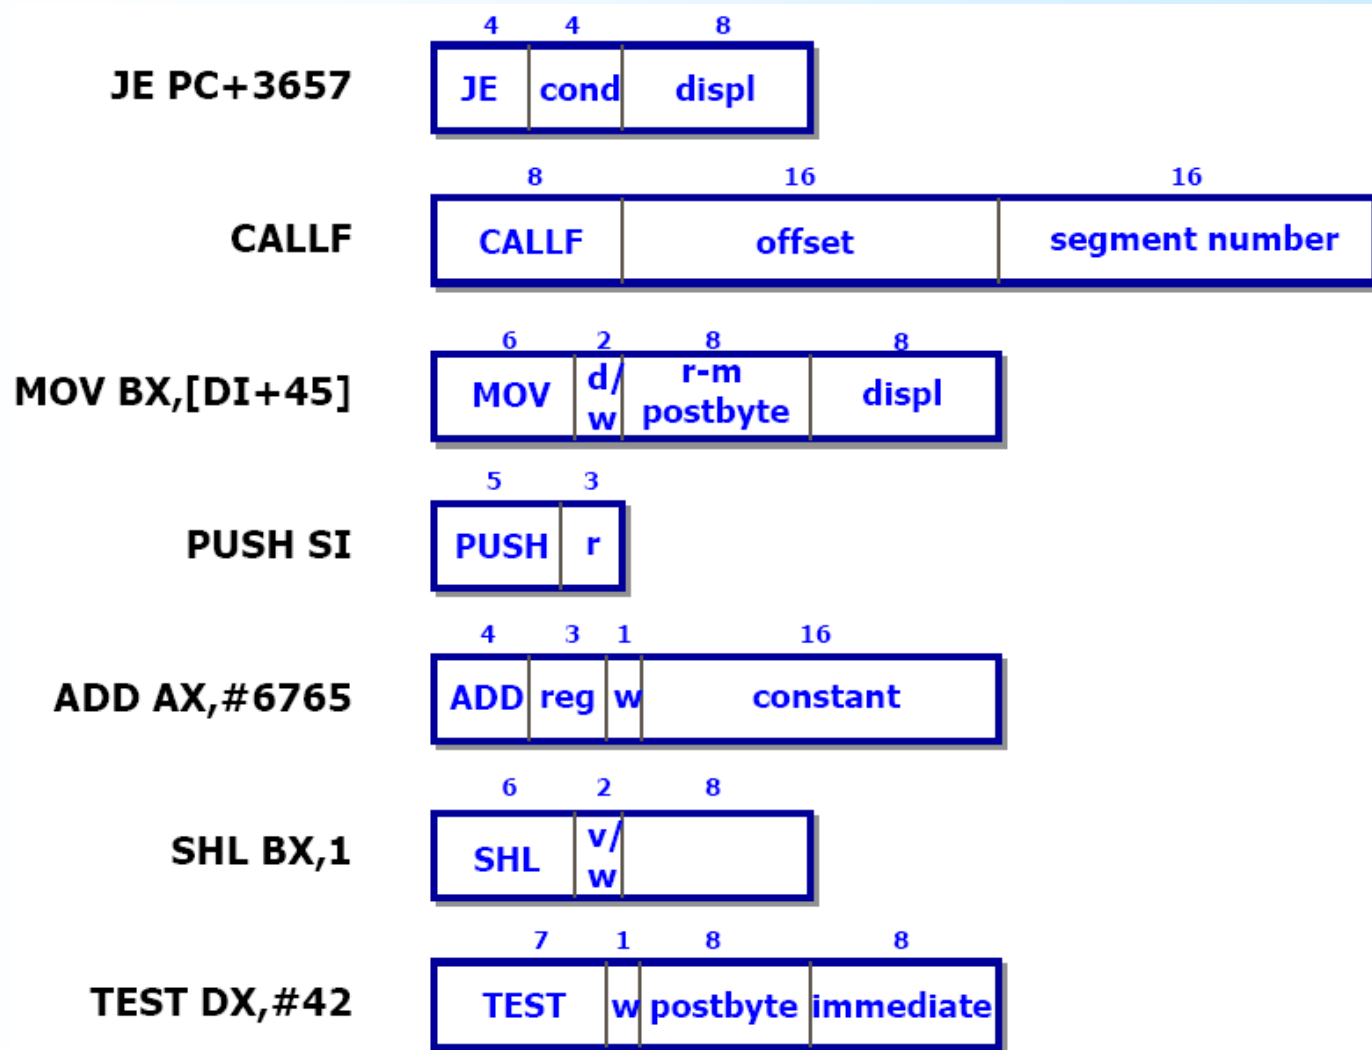 4 4 8
JE PC+3657 JE cond displ
8 16 16
CALLF CALLF offset segment number
6 2 8 8
MOV BX,[DI+45] MOV d/ w r-m postbyte displ
5 3
PUSH SI PUSH r
4 3 1 16
ADD AX,#6765 ADD reg w constant
6 2 8
SHL BX,1 SHL v/ w
7 1 8 8
TEST DX,#42 TEST w postbyte immediate